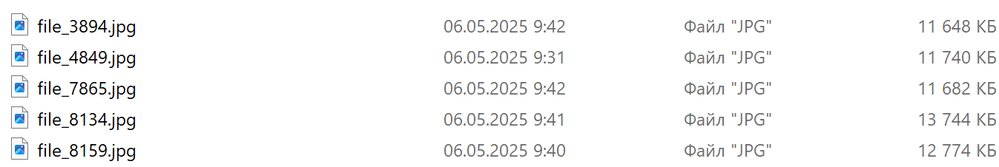 file_3894.jpg 06.05.2025 9:42 Файл "JPG" 11 648 КБ
file_4849.jpg 06.05.2025 9:31 Файл "JPG" 11 740 КБ
file_7865.jpg 06.05.2025 9:42 Файл "JPG" 11 682 КБ
file_8134.jpg 06.05.2025 9:41 Файл "JPG" 13 744 КБ
file_8159.jpg 06.05.2025 9:40 Файл "JPG" 12 774 КБ